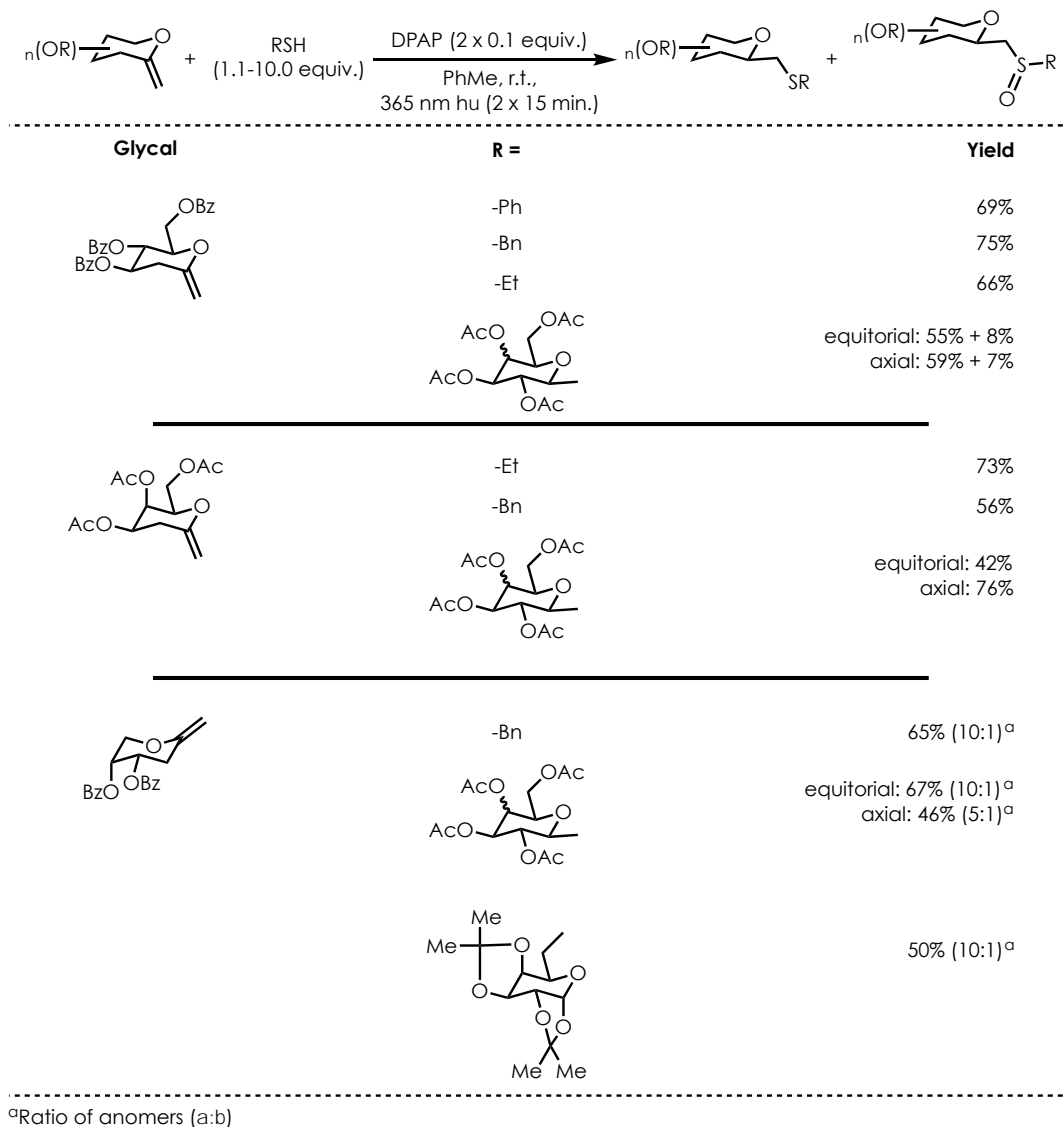 n(OR) O + RSH (1.1-10.0 equiv.) DPAP (2 x 0.1 equiv.) PhMe, r.t., 365 nm hu (2 x 15 min.) n(OR) O SR + n(OR) O S R O
Glycal R = Yield
OBz
BzO O
BzO
-Ph 69%
-Bn 75%
-Et 66%
AcO OAc
O
AcO
OAc
equitorial: 55% + 8%
axial: 59% + 7%
AcO OAc
O
AcO
-Et 73%
-Bn 56%
AcO OAc
O
AcO
OAc
equitorial: 42%
axial: 76%
O
BzO OBz
-Bn 65% (10:1)a
AcO OAc
O
AcO
OAc
equitorial: 67% (10:1)a
axial: 46% (5:1)a
Me
Me O
O
O
O O
Me Me
50% (10:1)a
aRatio of anomers (a:b)